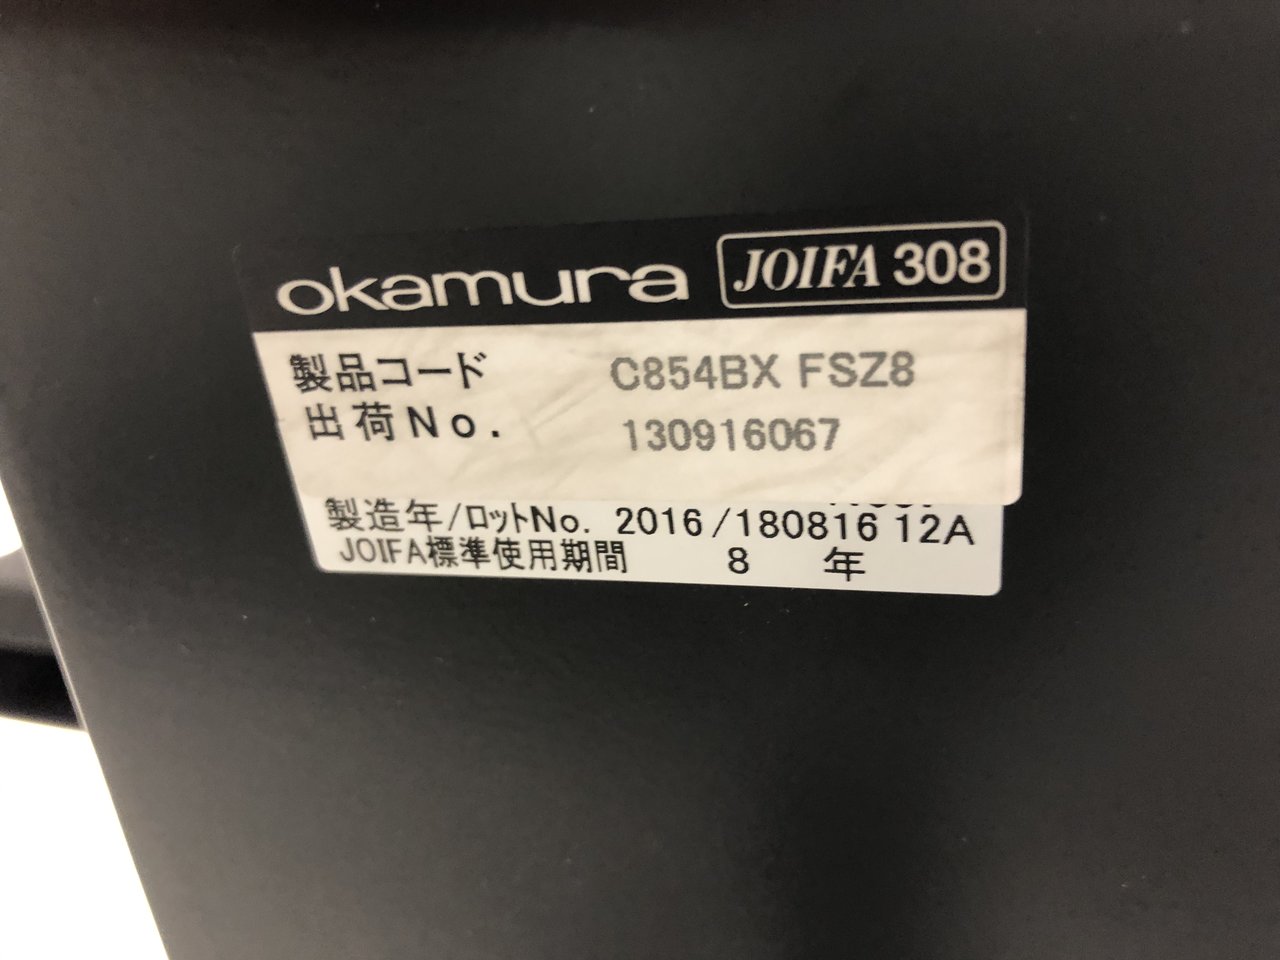 okamura JOIFA 308
製品コード C854BX FSZ8
出荷No. 130916067
製造年/ロットNo. 2016/180816 12A
JOIFA標準使用期間 8 年